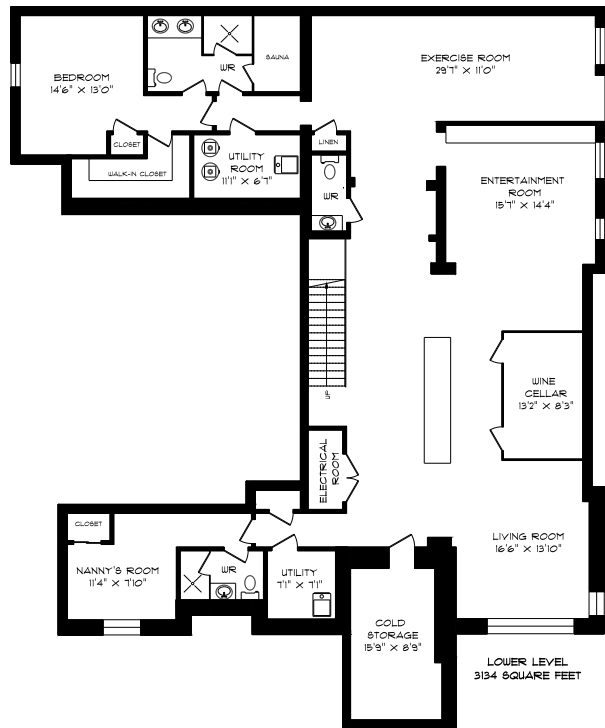 EXERCISE ROOM
29'7" X 11'0"
SAUNA
WR
BEDROOM
14'6" X 13'0"
CLOSET
WALK-IN CLOSET
UTILITY
ROOM
11'1" X 6'7"
LINEN
WR
ENTERTAINMENT
ROOM
15'7" X 14'4"
UP
WINE
CELLAR
13'2" X 8'3"
ELECTRICAL
ROOM
CLOSET
NANNY'S ROOM
11'4" X 7'10"
WR
UTILITY
7'1" X 7'1"
LIVING ROOM
16'6" X 13'10"
COLD
STORAGE
15'9" X 8'9"
LOWER LEVEL
3134 SQUARE FEET